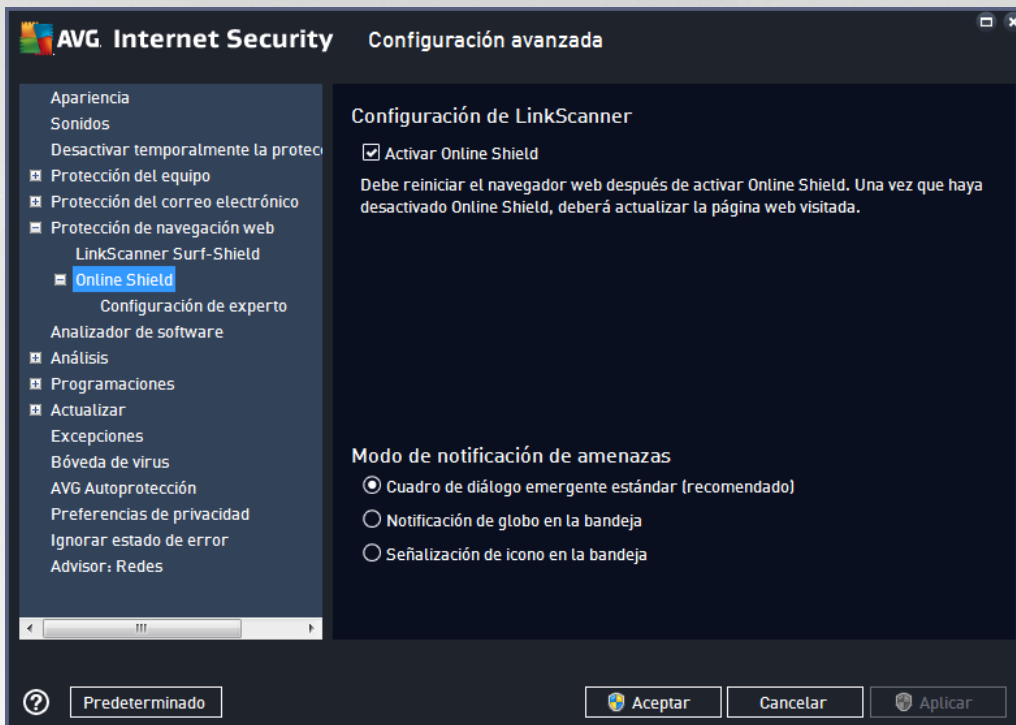 AVG. Internet Security Configuración avanzada
Apariencia
Sonidos
Desactivar temporalmente la protec
Protección del equipo
Protección del correo electrónico
Protección de navegación web
LinkScanner Surf-Shield
Online Shield
Configuración de experto
Analizador de software
Análisis
Programaciones
Actualizar
Excepciones
Bóveda de virus
AVG Autoprotección
Preferencias de privacidad
Ignorar estado de error
Advisor: Redes
Configuración de LinkScanner
Activar Online Shield
Debe reiniciar el navegador web después de activar Online Shield. Una vez que haya
desactivado Online Shield, deberá actualizar la página web visitada.
Modo de notificación de amenazas
Cuadro de diálogo emergente estándar (recomendado)
Notificación de globo en la bandeja
Señalización de icono en la bandeja
? Predeterminado Aceptar Cancelar Aplicar